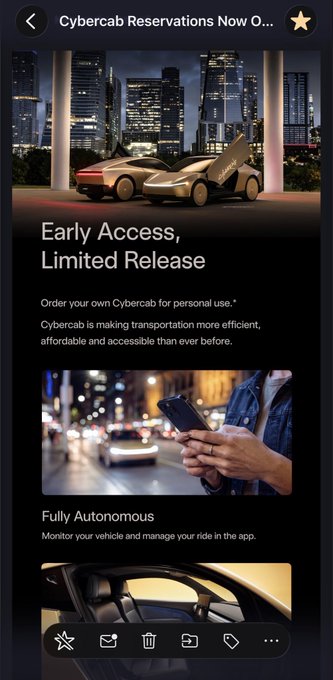 Cybercab Reservations Now O...
Cybercab
Early Access,
Limited Release
Order your own Cybercab for personal use.*
Cybercab is making transportation more efficient,
affordable and accessible than ever before.
Fully Autonomous
Monitor your vehicle and manage your ride in the app.